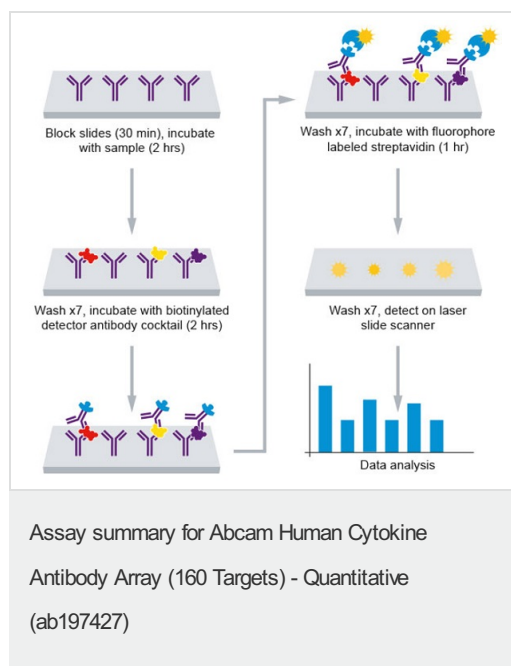 Block slides (30 min), incubate
with sample (2 hrs)
Wash x7, incubate with biotinylated
detector antibody cocktail (2 hrs)
Wash x7, incubate with fluorophore
labeled streptavidin (1 hr)
Wash x7, detect on laser
slide scanner
Data analysis
Assay summary for Abcam Human Cytokine
Antibody Array (160 Targets) - Quantitative
(ab197427)